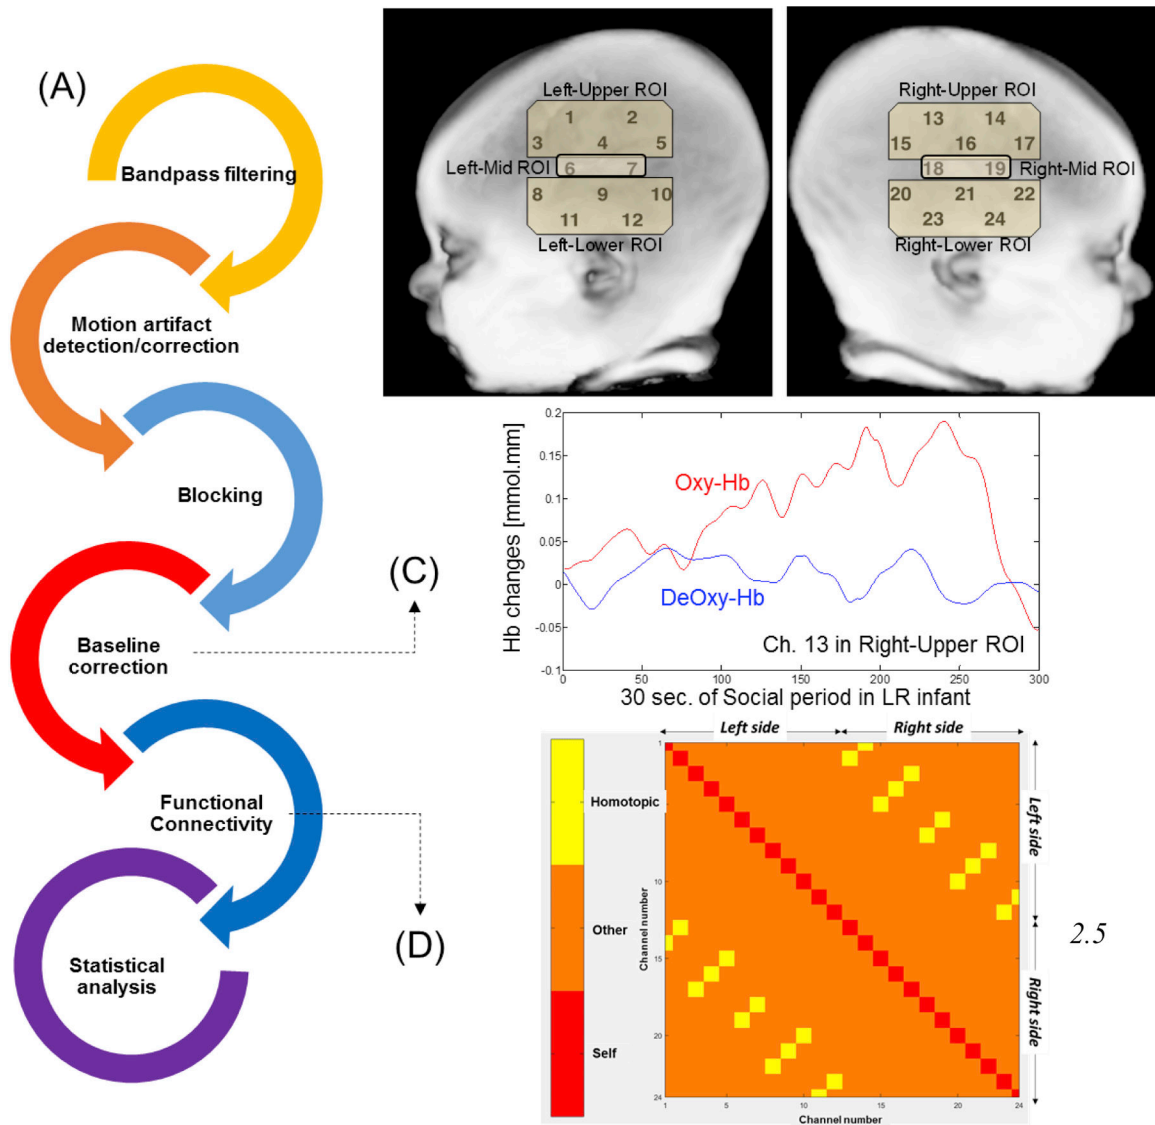 (A)
Bandpass filtering
Motion artifact
detection/correction
Blocking
Baseline
correction
Functional
Connectivity
Statistical
analysis
(C)
(D)
Left-Upper ROI
1 2
3 4 5
Left-Mid ROI 6 7
8 9 10
11 12
Left-Lower ROI
Right-Upper ROI
13 14
15 16 17
18 19 Right-Mid ROI
20 21 22
23 24
Right-Lower ROI
Hb changes [mmol.mm]
0.2
0.15
0.1
0.05
0
-0.05
-0.1
Oxy-Hb
DeOxy-Hb
Ch. 13 in Right-Upper ROI
0 50 100 150 200 250 300
30 sec. of Social period in LR infant
Left side Right side
Homotopic
Other
Self
Channel number
1
5
10
15
20
24
1 5 10 15 20 24
Channel number
Left side
Right side
2.5